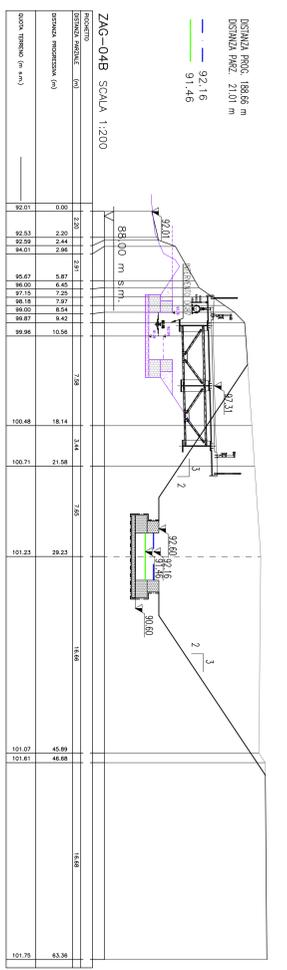 DISTANZA PROG. 188.66 m
DISTANZA PARZ. 21.01 m
92.16
91.46
ZAG-04B SCALA 1:200
88.00 m s.m.
92.01
97.31
3
2
92.60
92.16
91.46
90.60
2
3
PICCHETTO
DISTANZA PARZIALE (m)
2.20 2.91 7.58 3.44 7.65 16.66 16.68
DISTANZA PROGRESSIVA (m)
0.00 2.20 2.44 2.96 5.87 6.45 7.25 7.97 8.54 9.42 10.56 18.14 21.58 29.23 45.89 46.68 63.36
QUOTA TERRENO (m s.m.)
92.01 92.53 92.59 94.01 95.67 96.00 97.15 98.18 99.00 99.87 99.96 100.48 100.71 101.23 101.07 101.61 101.75